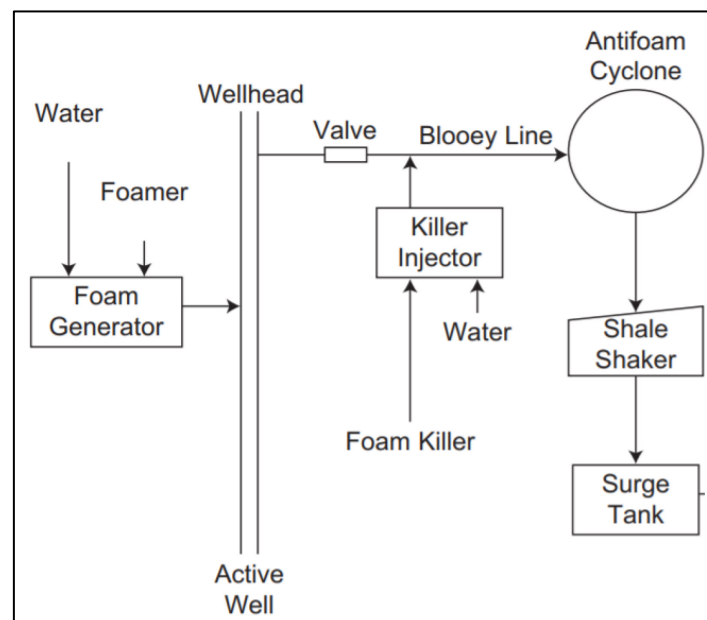 Water
Foamer
Foam
Generator
Wellhead
Active
Well
Valve
Blooey Line
Killer
Injector
Water
Foam Killer
Antifoam
Cyclone
Shale
Shaker
Surge
Tank